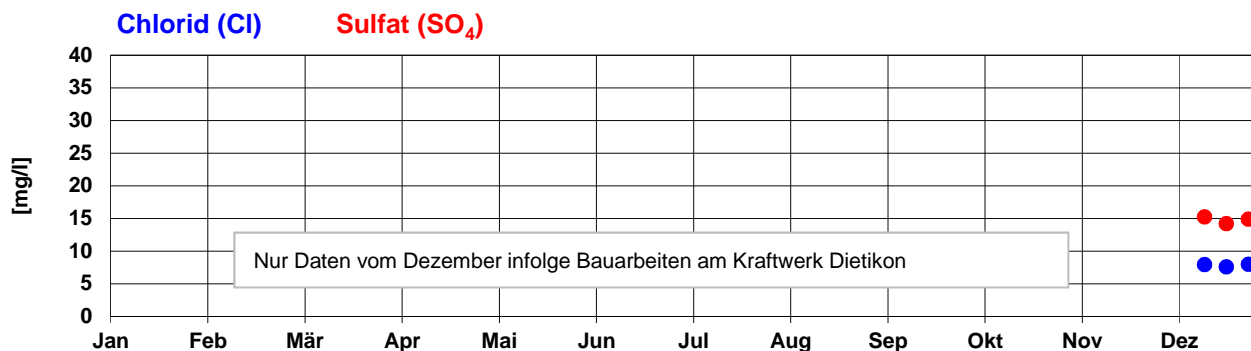 Chlorid (Cl) Sulfat (SO₄)
40
35
30
25
20
15
10
5
0
[mg/l]
Nur Daten vom Dezember infolge Bauarbeiten am Kraftwerk Dietikon
Jan Feb Mär Apr Mai Jun Jul Aug Sep Okt Nov Dez